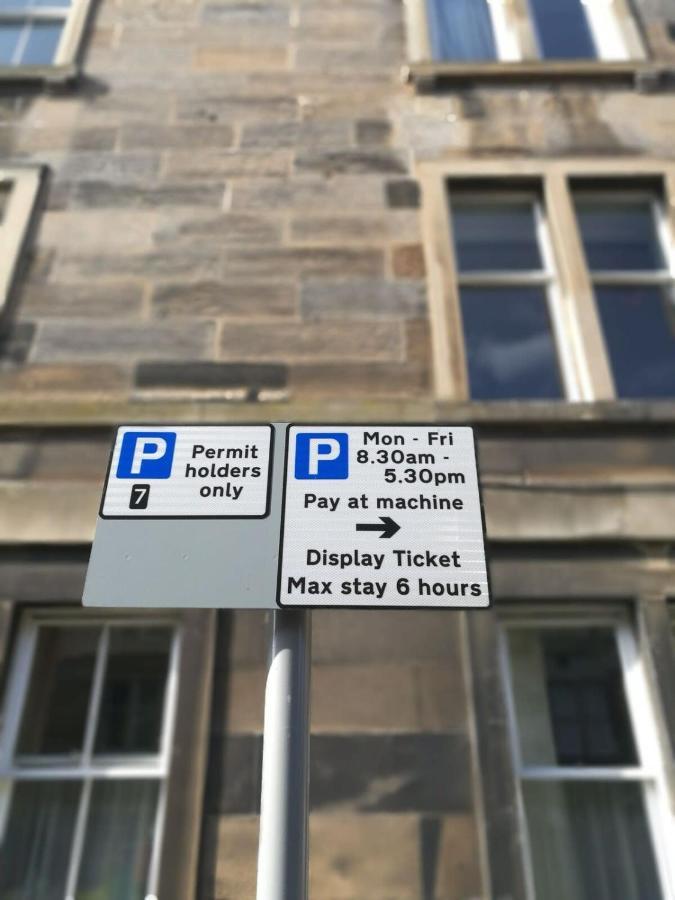 P
Permit
holders
only
7
P
Mon - Fri
8.30am -
5.30pm
Pay at machine
Display Ticket
Max stay 6 hours